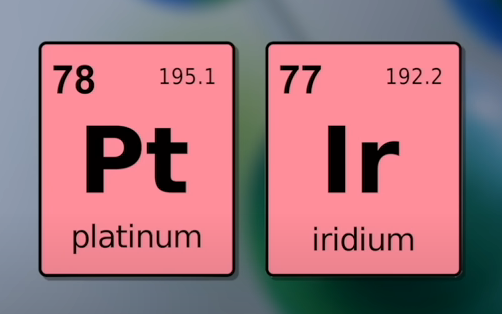 78 195.1
Pt
platinum
77 192.2
Ir
iridium